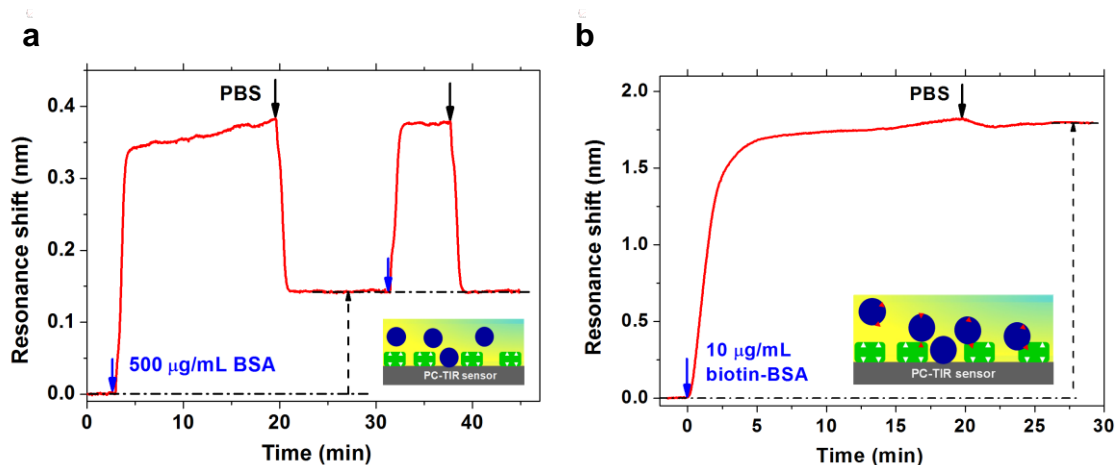 a
PBS
0.4
0.3
0.2
0.1
0.0
Resonance shift (nm)
500 μg/mL BSA
PC-TIR sensor
0 10 20 30 40
Time (min)
b
PBS
2.0
1.5
1.0
0.5
0.0
Resonance shift (nm)
10 μg/mL
biotin-BSA
PC-TIR sensor
0 5 10 15 20 25 30
Time (min)